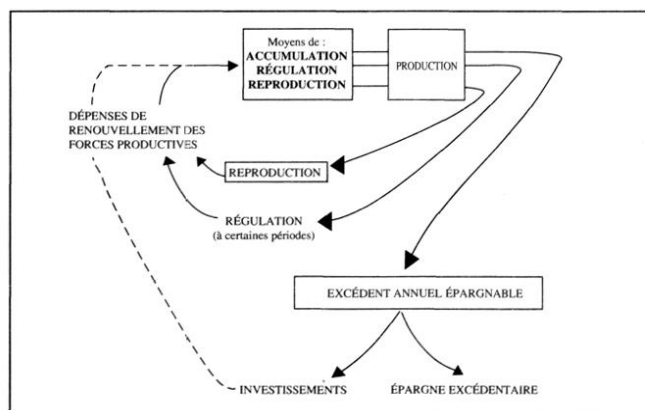 Moyens de :
ACCUMULATION
RÉGULATION
REPRODUCTION
PRODUCTION
DÉPENSES DE
RENOUVELLEMENT DES
FORCES PRODUCTIVES
REPRODUCTION
RÉGULATION
(à certaines périodes)
EXCÉDENT ANNUEL ÉPARGNABLE
INVESTISSEMENTS
ÉPARGNE EXCÉDENTAIRE